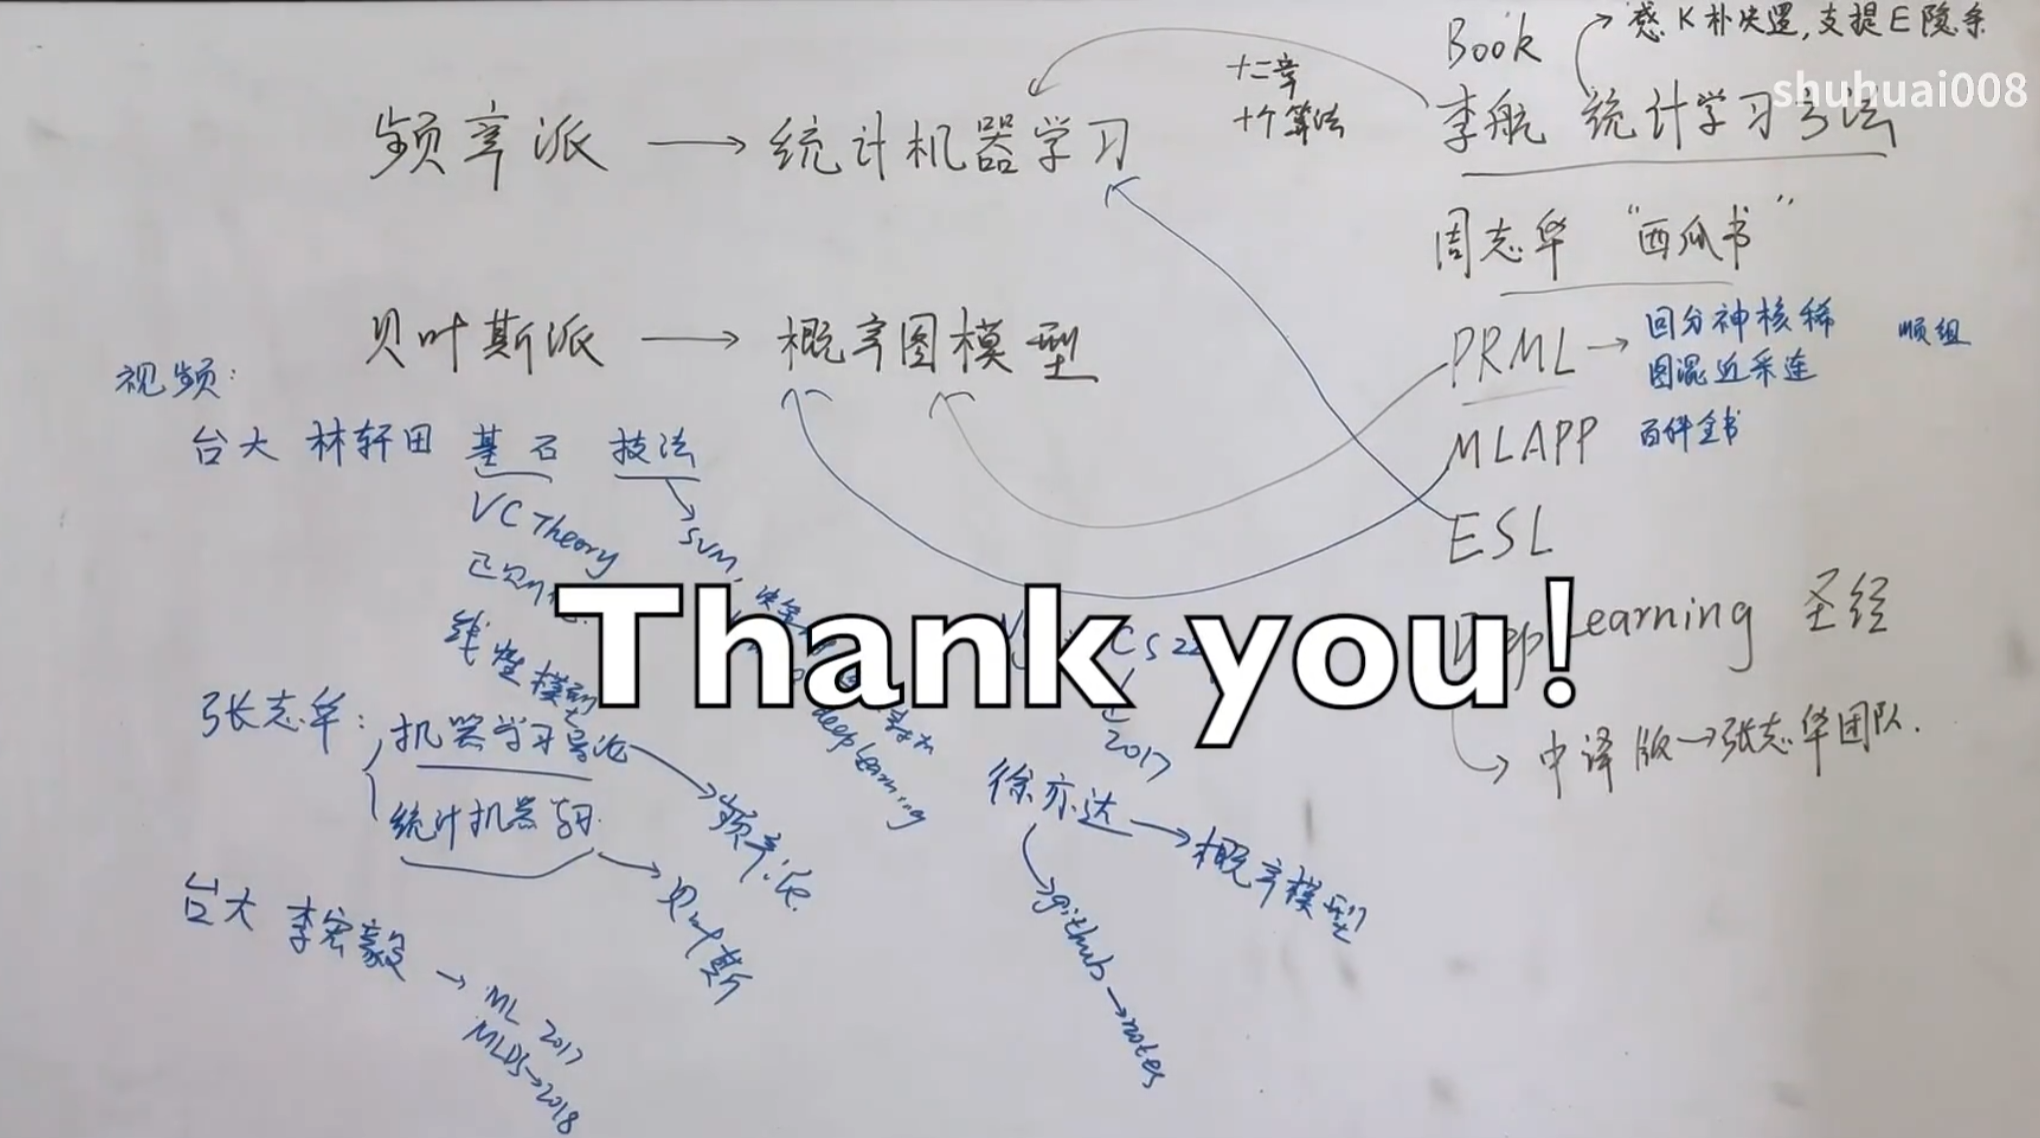 Book
感K朴决逻,支提E隐条
shuhuai008
十二章
十个算法
李航 统计学习方法
频率派 → 统计机器学习
周志华 “西瓜书”
贝叶斯派 → 概率图模型
PRML → 回分神核稀
图混近采连
顺组
MLAPP 百科全书
ESL
Learning 圣经
中译版 → 张志华团队.
视频:
台大 林轩田 基石 技法
VC Theory
正则化
线性模型
SVM,
deep learning
Thank you!
CS22
2017
张志华:
机器学习导论
频率派.
统计机器学习
贝叶斯
徐亦达 → 概率模型
github → notes
台大 李宏毅 → ML 2017
MLDS → 2018